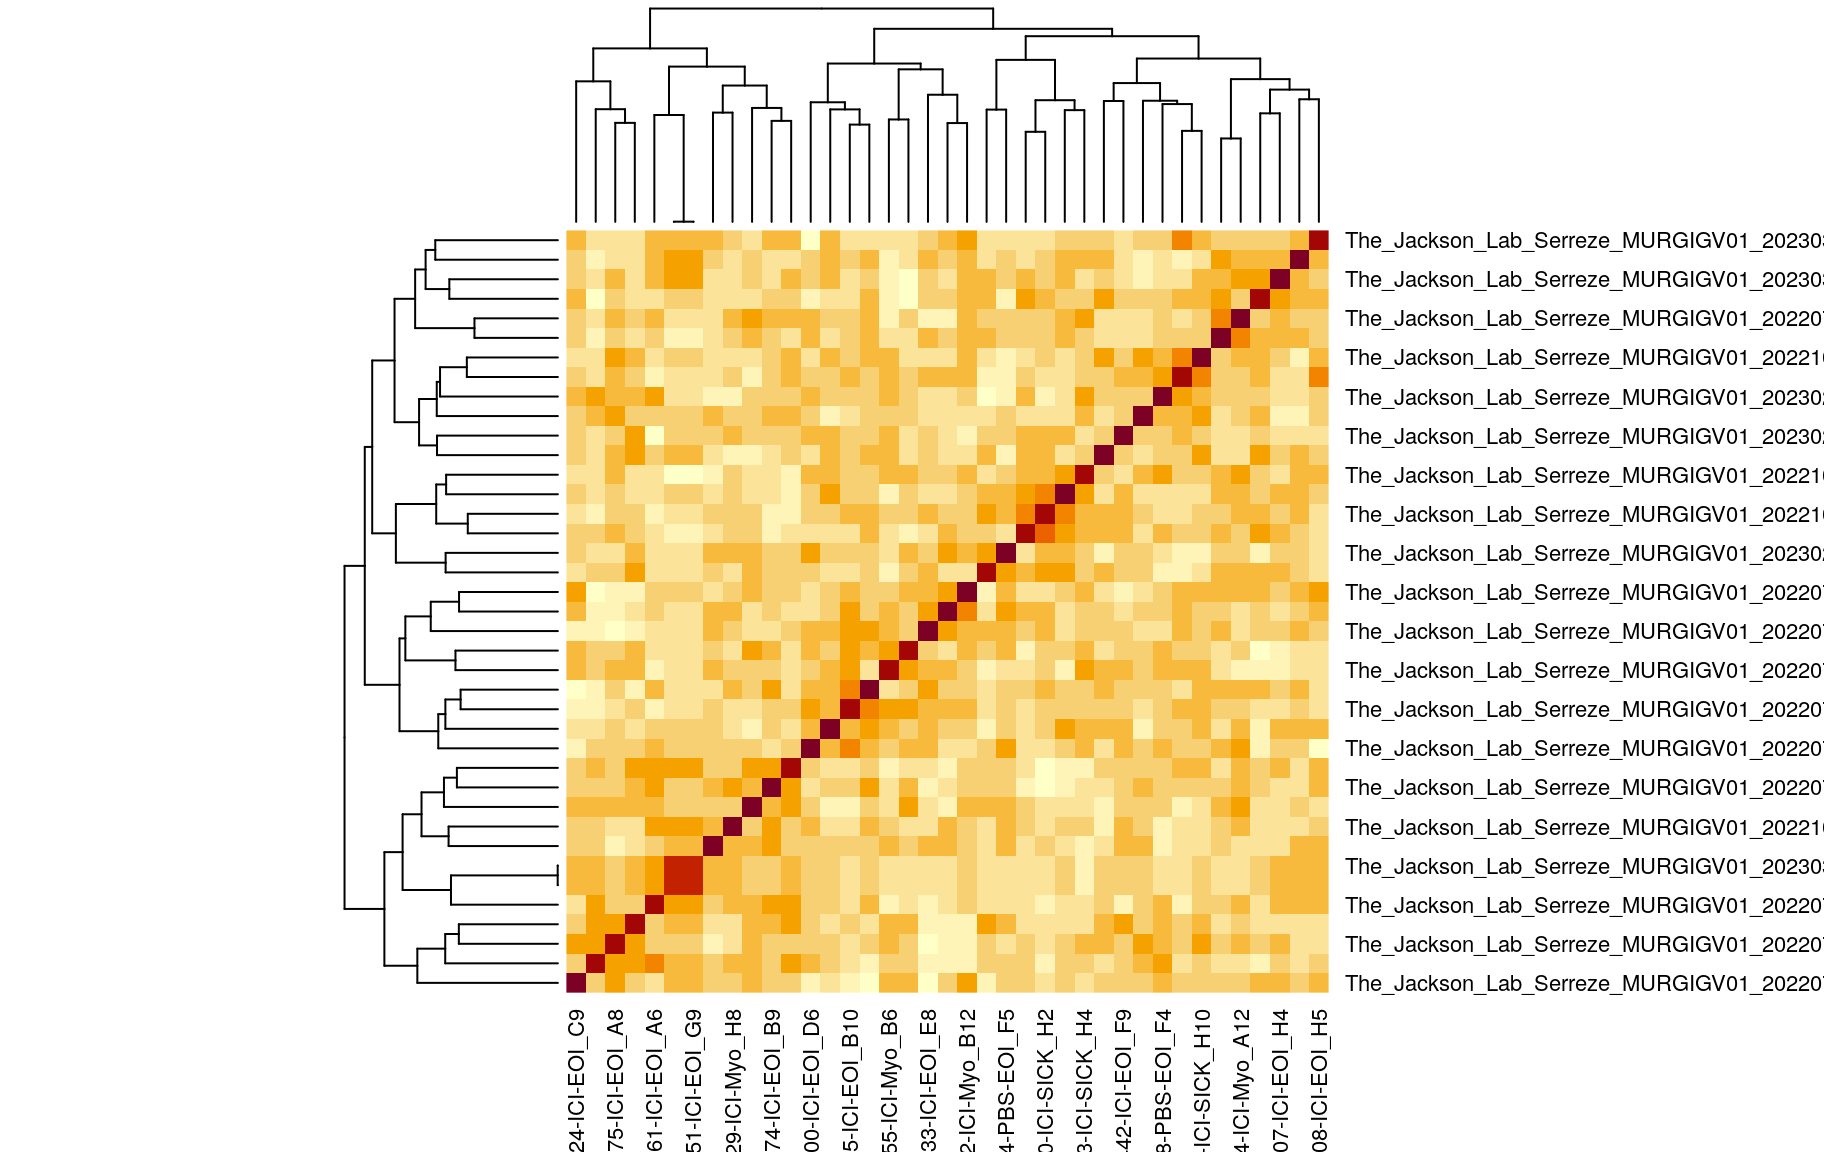 The_Jackson_Lab_Serreze_MURGIGV01_20230
The_Jackson_Lab_Serreze_MURGIGV01_20230
The_Jackson_Lab_Serreze_MURGIGV01_20220
The_Jackson_Lab_Serreze_MURGIGV01_20221
The_Jackson_Lab_Serreze_MURGIGV01_20230
The_Jackson_Lab_Serreze_MURGIGV01_20230
The_Jackson_Lab_Serreze_MURGIGV01_20221
The_Jackson_Lab_Serreze_MURGIGV01_20221
The_Jackson_Lab_Serreze_MURGIGV01_20230
The_Jackson_Lab_Serreze_MURGIGV01_20220
The_Jackson_Lab_Serreze_MURGIGV01_20220
The_Jackson_Lab_Serreze_MURGIGV01_20220
The_Jackson_Lab_Serreze_MURGIGV01_20220
The_Jackson_Lab_Serreze_MURGIGV01_20220
The_Jackson_Lab_Serreze_MURGIGV01_20220
The_Jackson_Lab_Serreze_MURGIGV01_20221
The_Jackson_Lab_Serreze_MURGIGV01_20230
The_Jackson_Lab_Serreze_MURGIGV01_20220
The_Jackson_Lab_Serreze_MURGIGV01_20220
The_Jackson_Lab_Serreze_MURGIGV01_20220
24-ICI-EOI_C9
75-ICI-EOI_A8
61-ICI-EOI_A6
51-ICI-EOI_G9
29-ICI-Myo_H8
74-ICI-EOI_B9
00-ICI-EOI_D6
5-ICI-EOI_B10
55-ICI-Myo_B6
33-ICI-EOI_E8
2-ICI-Myo_B12
4-PBS-EOI_F5
0-ICI-SICK_H2
3-ICI-SICK_H4
42-ICI-EOI_F9
8-PBS-EOI_F4
-ICI-SICK_H10
4-ICI-Myo_A12
07-ICI-EOI_H4
08-ICI-EOI_H5